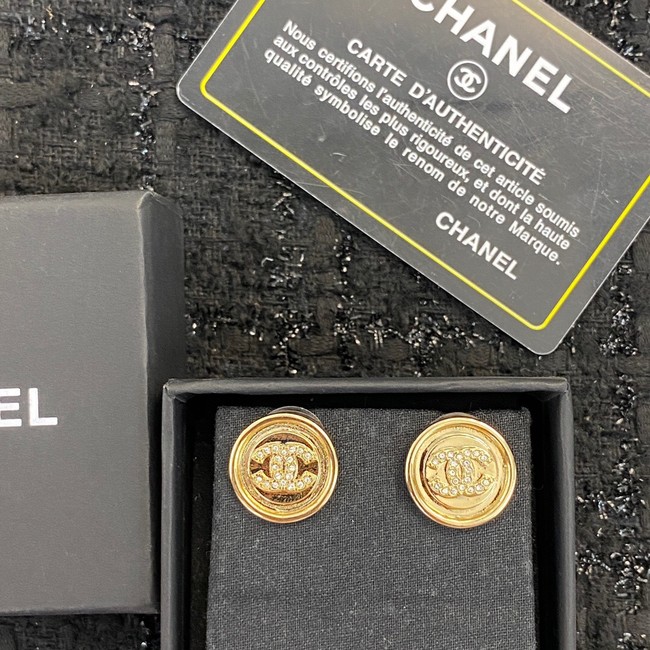 CHANEL
CARTE D'AUTHENTICITÉ
Nous certifions l'authenticité de cet article soumis
aux contrôles les plus rigoureux, et dont la haute
qualité symbolise le renom de notre Marque.
CHANEL
EL